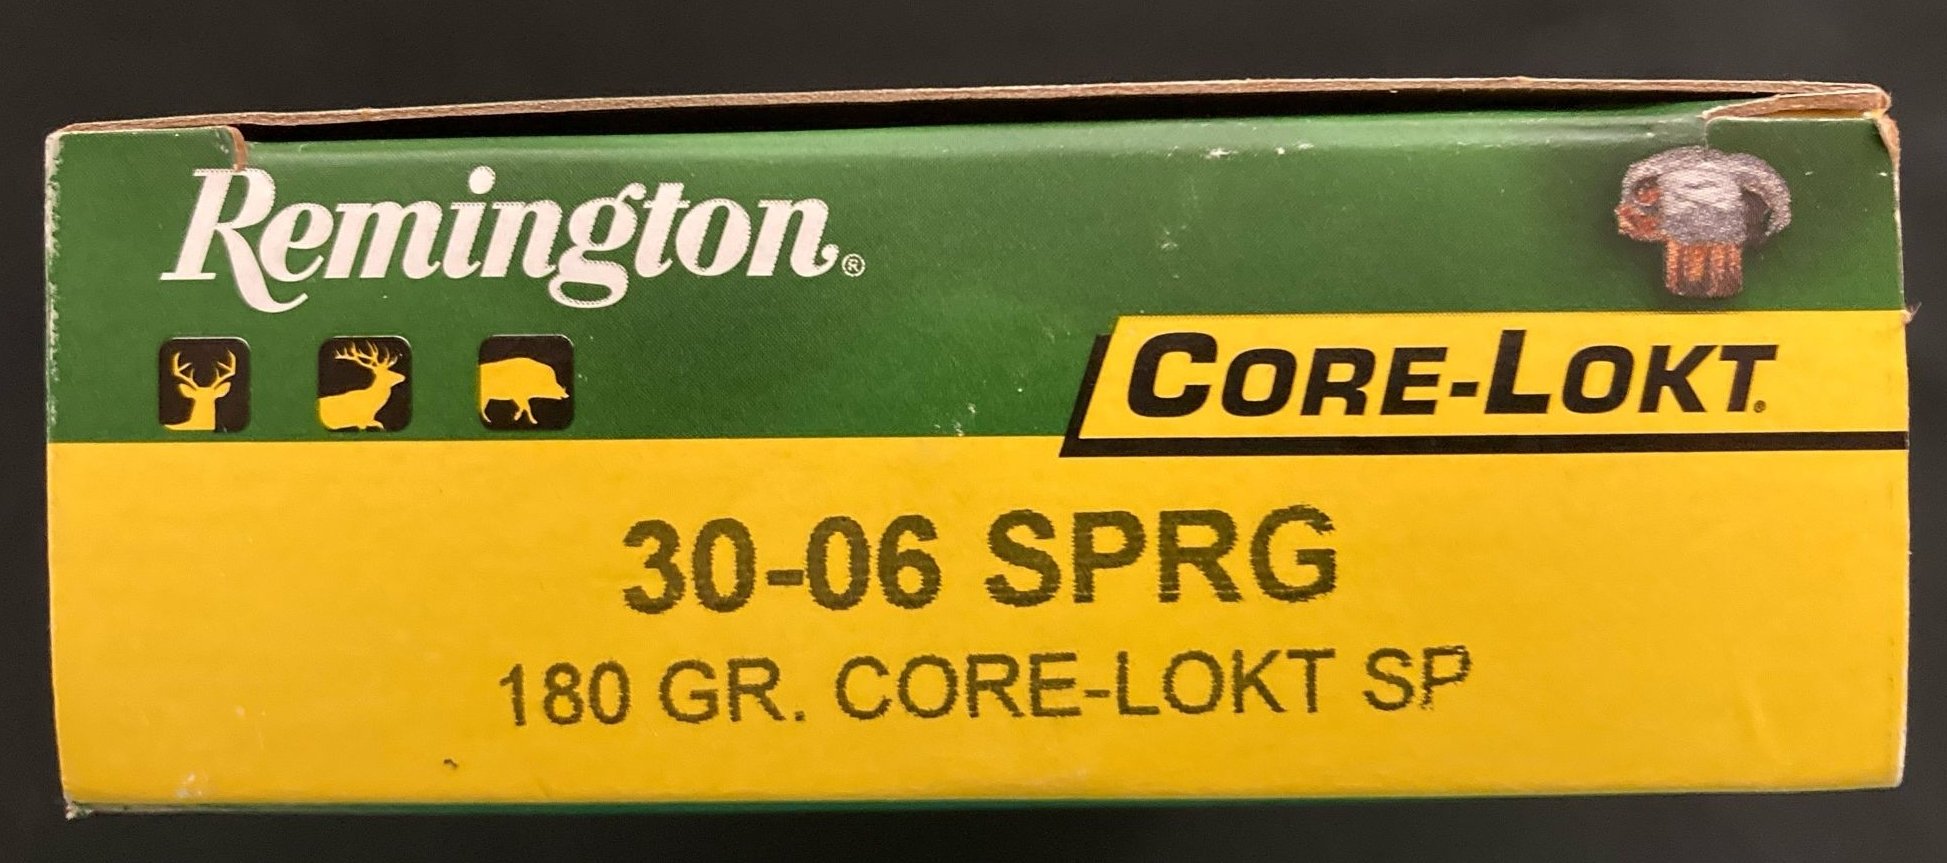 Remington®
CORE-LOKT®
30-06 SPRG
180 GR. CORE-LOKT SP